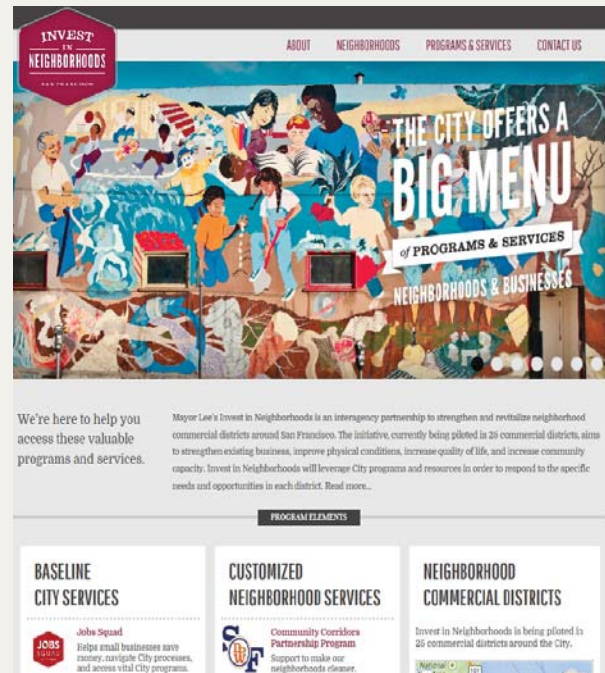 INVEST
IN
NEIGHBORHOODS
SAN FRANCISCO
ABOUT NEIGHBORHOODS PROGRAMS & SERVICES CONTACT US
THE CITY OFFERS A
BIG MENU
of PROGRAMS & SERVICES
NEIGHBORHOODS & BUSINESSES
We're here to help you
access these valuable
programs and services.
Mayor Lee's Invest in Neighborhoods is an interagency partnership to strengthen and revitalize neighborhood
commercial districts around San Francisco. The initiative, currently being piloted in 25 commercial districts, aims
to strengthen existing business, improve physical conditions, increase quality of life, and increase community
capacity. Invest in Neighborhoods will leverage City programs and resources in order to respond to the specific
needs and opportunities in each district. Read more...
PROGRAM ELEMENTS
BASELINE
CITY SERVICES
JOBS
SQUAD
Jobs Squad
Helps small businesses save
money, navigate City processes,
and access vital City programs.
CUSTOMIZED
NEIGHBORHOOD SERVICES
Community Corridors
Partnership Program
Support to make our
neighborhoods cleaner.
NEIGHBORHOOD
COMMERCIAL DISTRICTS
Invest in Neighborhoods is being piloted in
25 commercial districts around the City.
National